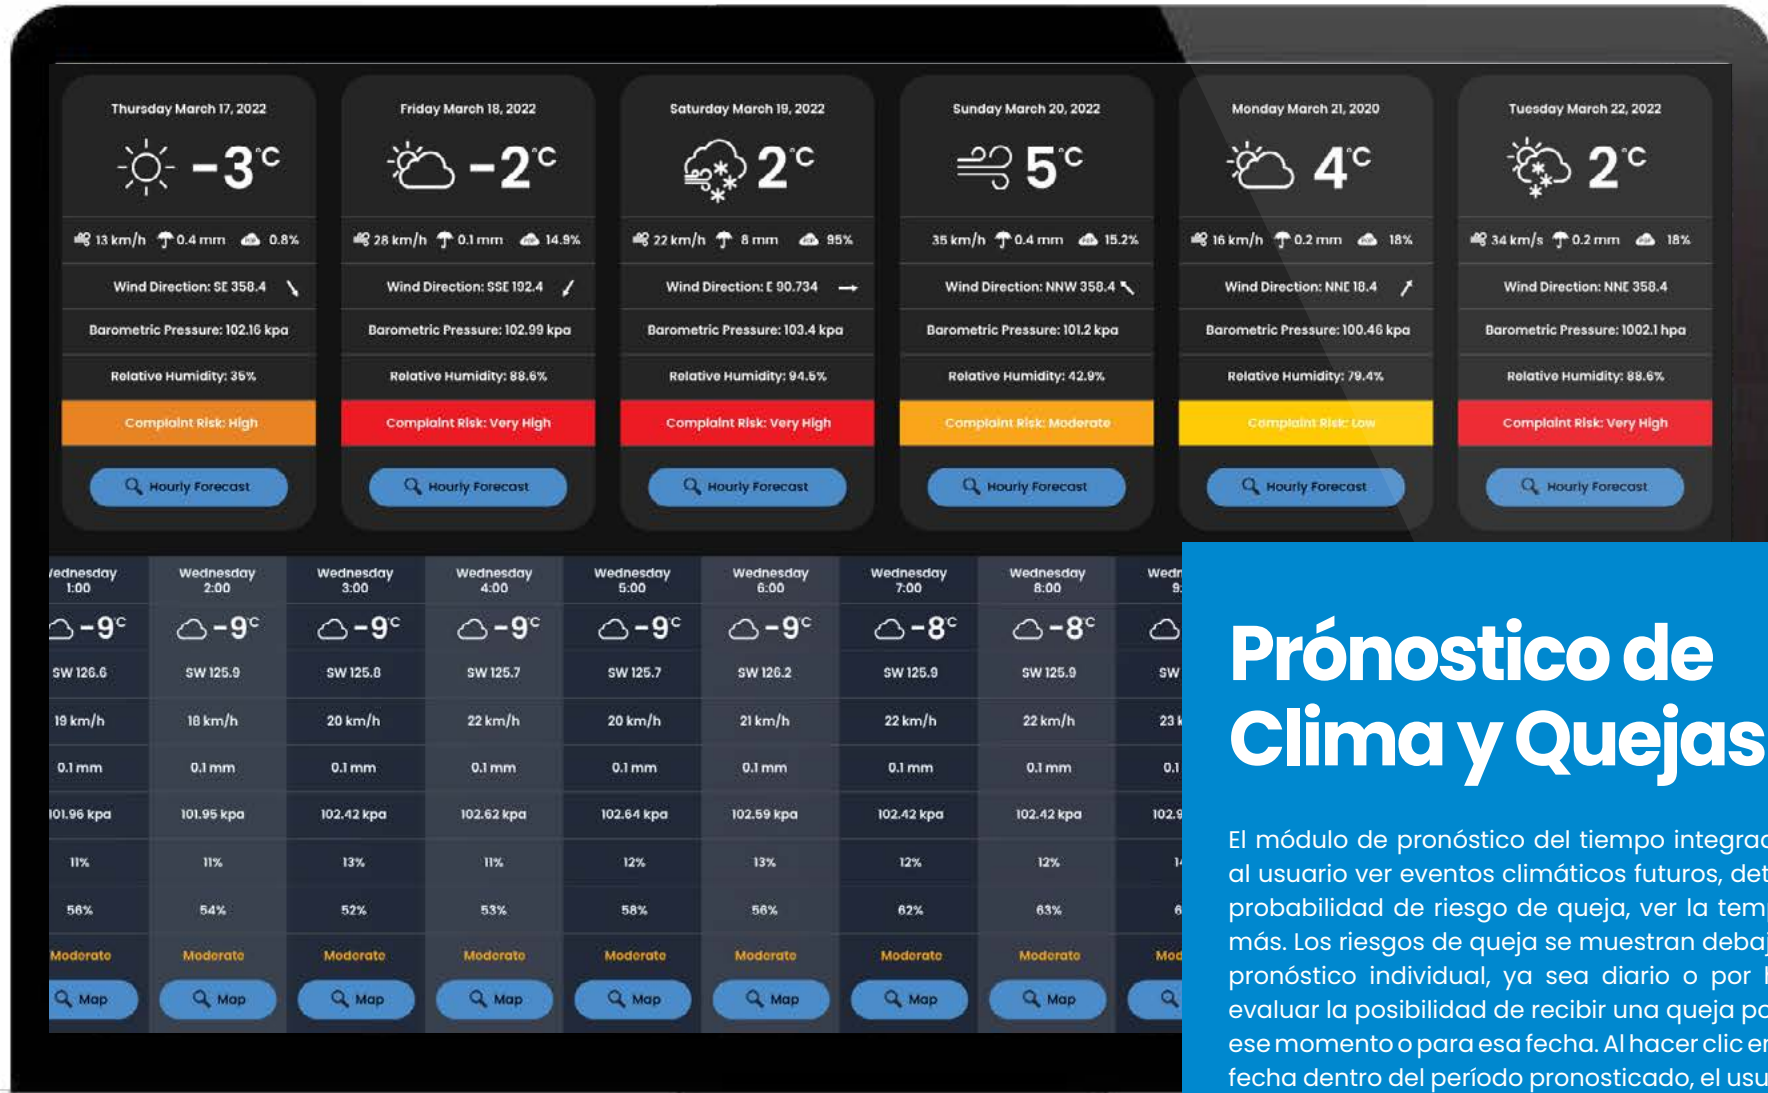 Thursday March 17, 2022
-3°C
13 km/h 0.4 mm 0.8%
Wind Direction: SE 358.4
Barometric Pressure: 102.16 kpa
Relative Humidity: 35%
Complaint Risk: High
Hourly Forecast
Friday March 18, 2022
-2°C
28 km/h 0.1 mm 14.9%
Wind Direction: SSE 192.4
Barometric Pressure: 102.99 kpa
Relative Humidity: 88.6%
Complaint Risk: Very High
Hourly Forecast
Saturday March 19, 2022
2°C
22 km/h 8 mm 95%
Wind Direction: E 90.734
Barometric Pressure: 103.4 kpa
Relative Humidity: 94.5%
Complaint Risk: Very High
Hourly Forecast
Sunday March 20, 2022
5°C
35 km/h 0.4 mm 15.2%
Wind Direction: NNW 358.4
Barometric Pressure: 101.2 kpa
Relative Humidity: 42.9%
Complaint Risk: Moderate
Hourly Forecast
Monday March 21, 2020
4°C
16 km/h 0.2 mm 18%
Wind Direction: NNE 18.4
Barometric Pressure: 100.46 kpa
Relative Humidity: 79.4%
Complaint Risk: Low
Hourly Forecast
Tuesday March 22, 2022
2°C
34 km/s 0.2 mm 18%
Wind Direction: NNE 358.4
Barometric Pressure: 1002.1 hpa
Relative Humidity: 88.6%
Complaint Risk: Very High
Hourly Forecast
Wednesday Wednesday Wednesday Wednesday Wednesday Wednesday Wednesday
1:00 2:00 3:00 4:00 5:00 6:00 7:00 8:00
-9°C -9°C -9°C -9°C -9°C -9°C -8°C -8°C
SW 126.6 SW 125.9 SW 125.8 SW 125.7 SW 125.7 SW 126.2 SW 125.9 SW 125.9 SW
19 km/h 18 km/h 20 km/h 22 km/h 20 km/h 21 km/h 22 km/h 22 km/h 23
0.1 mm 0.1 mm 0.1 mm 0.1 mm 0.1 mm 0.1 mm 0.1 mm 0.1 mm 0.1
101.96 kpa 101.95 kpa 102.42 kpa 102.62 kpa 102.64 kpa 102.59 kpa 102.42 kpa 102.42 kpa 102.9
11% 11% 13% 11% 12% 13% 12% 12%
56% 54% 52% 53% 58% 56% 62% 63%
Moderate Moderate Moderate Moderate Moderate Moderate Moderate Moderate
Map Map Map Map Map Map Map Map
Prónostico de
Clima y Quejas
El módulo de pronóstico del tiempo
al usuario ver eventos climáticos futuros,
probabilidad de riesgo de queja, ver la
más. Los riesgos de queja se muestran
pronóstico individual, ya sea diario o por
evaluar la posibilidad de recibir una queja
ese momento o para esa fecha. Al hacer clic
fecha dentro del período pronosticado, el